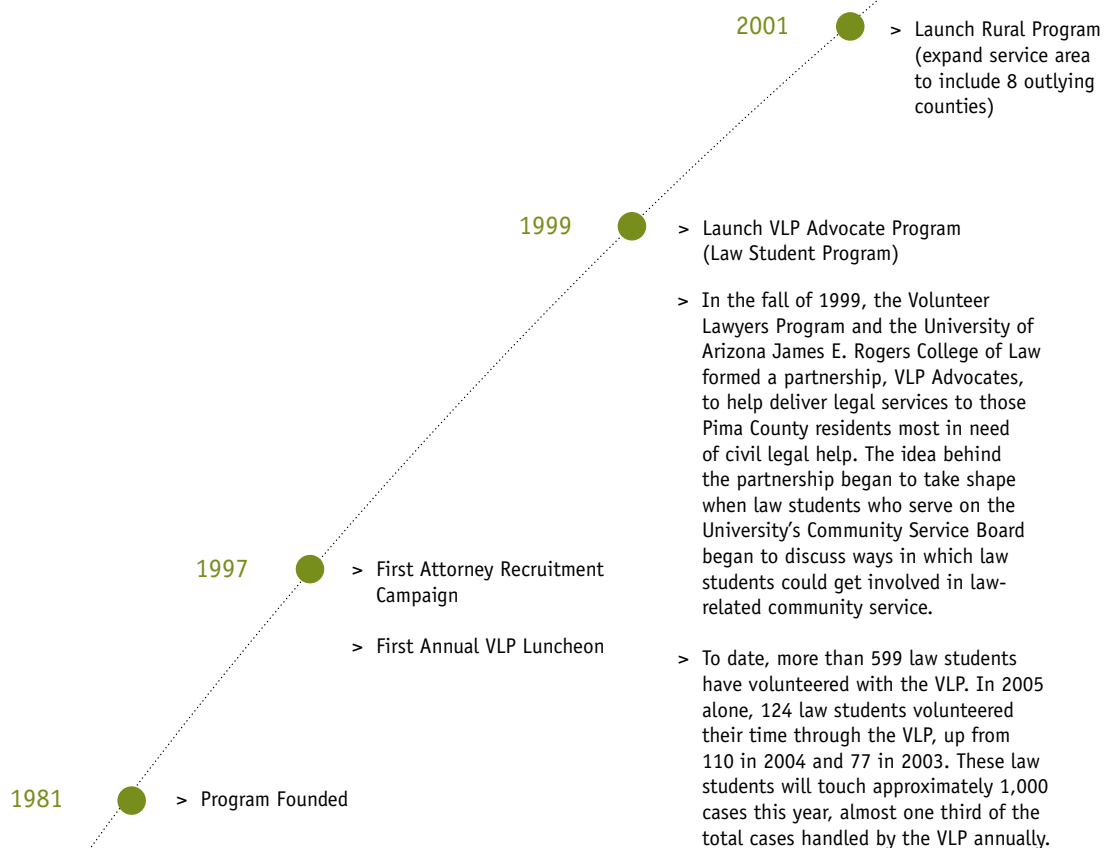 2001
> Launch Rural Program
(expand service area
to include 8 outlying
counties)
1999
> Launch VLP Advocate Program
(Law Student Program)
> In the fall of 1999, the Volunteer
Lawyers Program and the University of
Arizona James E. Rogers College of Law
formed a partnership, VLP Advocates,
to help deliver legal services to those
Pima County residents most in need
of civil legal help. The idea behind
the partnership began to take shape
when law students who serve on the
University’s Community Service Board
began to discuss ways in which law
students could get involved in law-
related community service.
> To date, more than 599 law students
have volunteered with the VLP. In 2005
alone, 124 law students volunteered
their time through the VLP, up from
110 in 2004 and 77 in 2003. These law
students will touch approximately 1,000
cases this year, almost one third of the
total cases handled by the VLP annually.
1997
> First Attorney Recruitment
Campaign
> First Annual VLP Luncheon
1981
> Program Founded